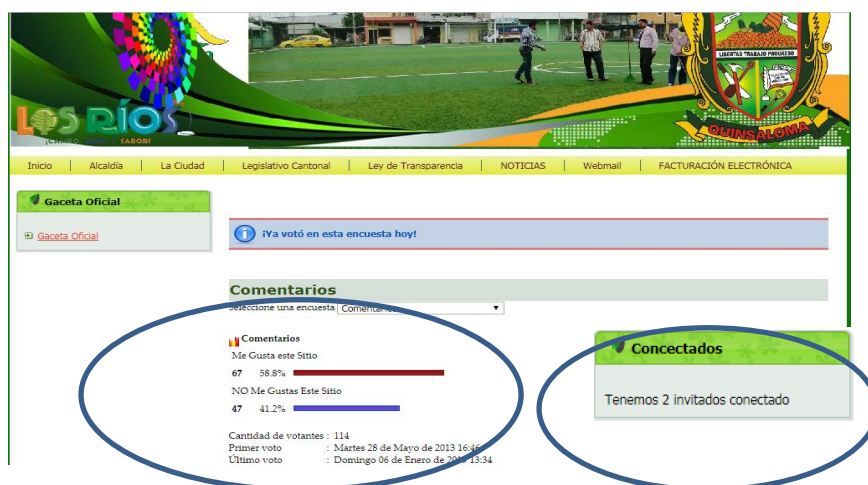 LOS RÍOS
SABOR!
LIBERTAD TRABAJO PROGRESO
QUINSALOMA
Inicio | Alcaldía | La Ciudad | Legislativo Cantonal | Ley de Transparencia | NOTICIAS | Webmail | FACTURACIÓN ELECTRÓNICA
Gaceta Oficial
Gaceta Oficial
¡Ya votó en esta encuesta hoy!
Comentarios
Seleccione una encuesta Comentarios
Comentarios
Me Gusta este Sitio
67 58.8%
NO Me Gustas Este Sitio
47 41.2%
Cantidad de votantes : 114
Primer voto : Martes 28 de Mayo de 2013 16:46
Último voto : Domingo 06 de Enero de 13:34
Concectados
Tenemos 2 invitados conectado